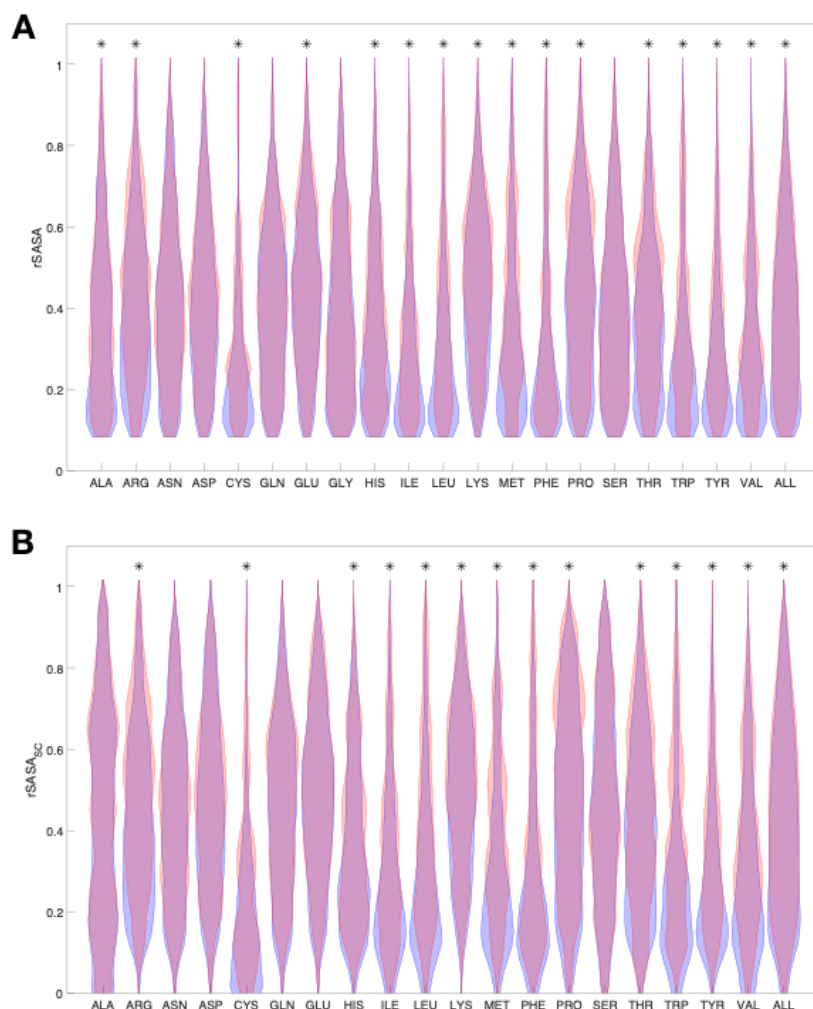 A
* * * * * * * * * * * * * * * *
1
0.8
0.6
rSASA
0.4
0.2
0
ALA ARG ASN ASP CYS GLN GLU GLY HIS ILE LEU LYS MET PHE PRO SER THR TRP TYR VAL ALL
B
* * * * * * * * * * * * * *
1
0.8
0.6
rSASA_SC
0.4
0.2
0
ALA ARG ASN ASP CYS GLN GLU HIS ILE LEU LYS MET PHE PRO SER THR TRP TYR VAL ALL